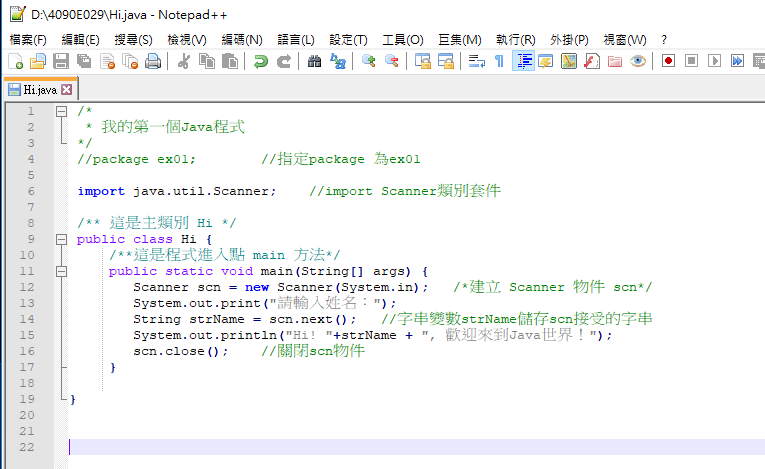 D:\4090E029\Hi.java - Notepad++
檔案(F) 編輯(E) 搜尋(S) 檢視(V) 編碼(N) 語言(L) 設定(T) 工具(O) 巨集(M) 執行(R) 外掛(P) 視窗(W) ?
Hi.java
1 /*
2 * 我的第一個Java程式
3 */
4 //package ex01; //指定package 為ex01
5
6 import java.util.Scanner; //import Scanner類別套件
7
8 /** 這是主類別 Hi */
9 public class Hi {
10 /**這是程式進入點 main 方法*/
11 public static void main(String[] args) {
12 Scanner scn = new Scanner(System.in); /*建立 Scanner 物件 scn*/
13 System.out.print("請輸入姓名：");
14 String strName = scn.next(); //字串變數strName儲存scn接受的字串
15 System.out.println("Hi! "+strName + ", 歡迎來到Java世界！");
16 scn.close(); //關閉scn物件
17 }
18
19 }
20
21
22